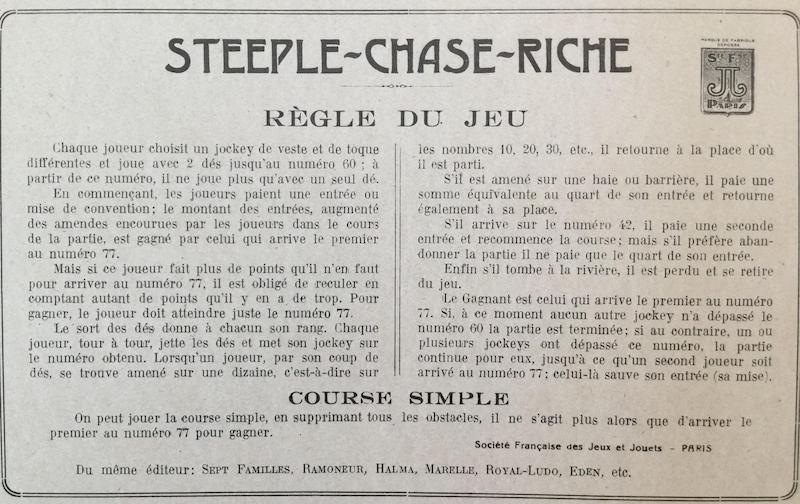 STEEPLE-CHASE-RICHE
MARQUE DE FABRIQUE
DÉPOSÉE
Sté Fse
JJ
PARIS
RÈGLE DU JEU
Chaque joueur choisit un jockey de veste et de toque
différentes et joue avec 2 dés jusqu'au numéro 60 ; à
partir de ce numéro, il ne joue plus qu'avec un seul dé.
En commençant, les joueurs paient une entrée ou
mise de convention; le montant des entrées, augmenté
des amendes encourues par les joueurs dans le cours
de la partie, est gagné par celui qui arrive le premier
au numéro 77.
Mais si ce joueur fait plus de points qu'il n'en faut
pour arriver au numéro 77, il est obligé de reculer en
comptant autant de points qu'il y en a de trop. Pour
gagner, le joueur doit atteindre juste le numéro 77.
Le sort des dés donne à chacun son rang. Chaque
joueur, tour à tour, jette les dés et met son jockey sur
le numéro obtenu. Lorsqu'un joueur, par son coup de
dés, se trouve amené sur une dizaine, c'est-à-dire sur
les nombres 10, 20, 30, etc., il retourne à la place d'où
il est parti.
S'il est amené sur une haie ou barrière, il paie une
somme équivalente au quart de son entrée et retourne
également à sa place.
S'il arrive sur le numéro 42, il paie une seconde
entrée et recommence la course; mais s'il préfère aban-
donner la partie il ne paie que le quart de son entrée.
Enfin s'il tombe à la rivière, il est perdu et se retire
du jeu.
Le Gagnant est celui qui arrive le premier au numéro
77. Si, à ce moment aucun autre jockey n'a dépassé le
numéro 60 la partie est terminée; si au contraire, un ou
plusieurs jockeys ont dépassé ce numéro, la partie
continue pour eux, jusqu'à ce qu'un second joueur soit
arrivé au numéro 77 ; celui-là sauve son entrée (sa mise).
COURSE SIMPLE
On peut jouer la course simple, en supprimant tous les obstacles, il ne s'agit plus alors que d'arriver le
premier au numéro 77 pour gagner.
Société Française des Jeux et Jouets - PARIS
Du même éditeur: SEPT FAMILLES, RAMONEUR, HALMA, MARELLE, ROYAL-LUDO, EDEN, etc.